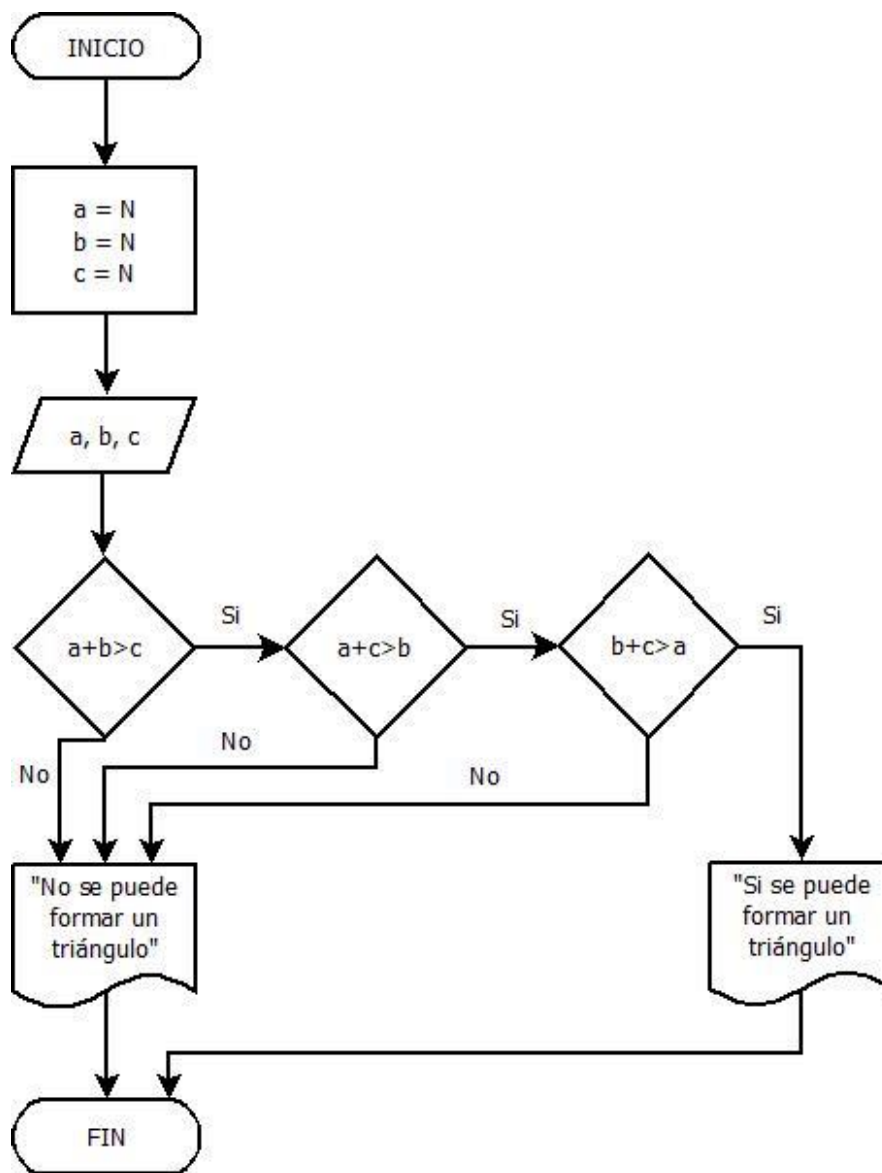 INICIO
a = N
b = N
c = N
a, b, c
a+b>c
Si
a+c>b
Si
b+c>a
Si
No
No
No
"No se puede
formar un
triángulo"
"Si se puede
formar un
triángulo"
FIN